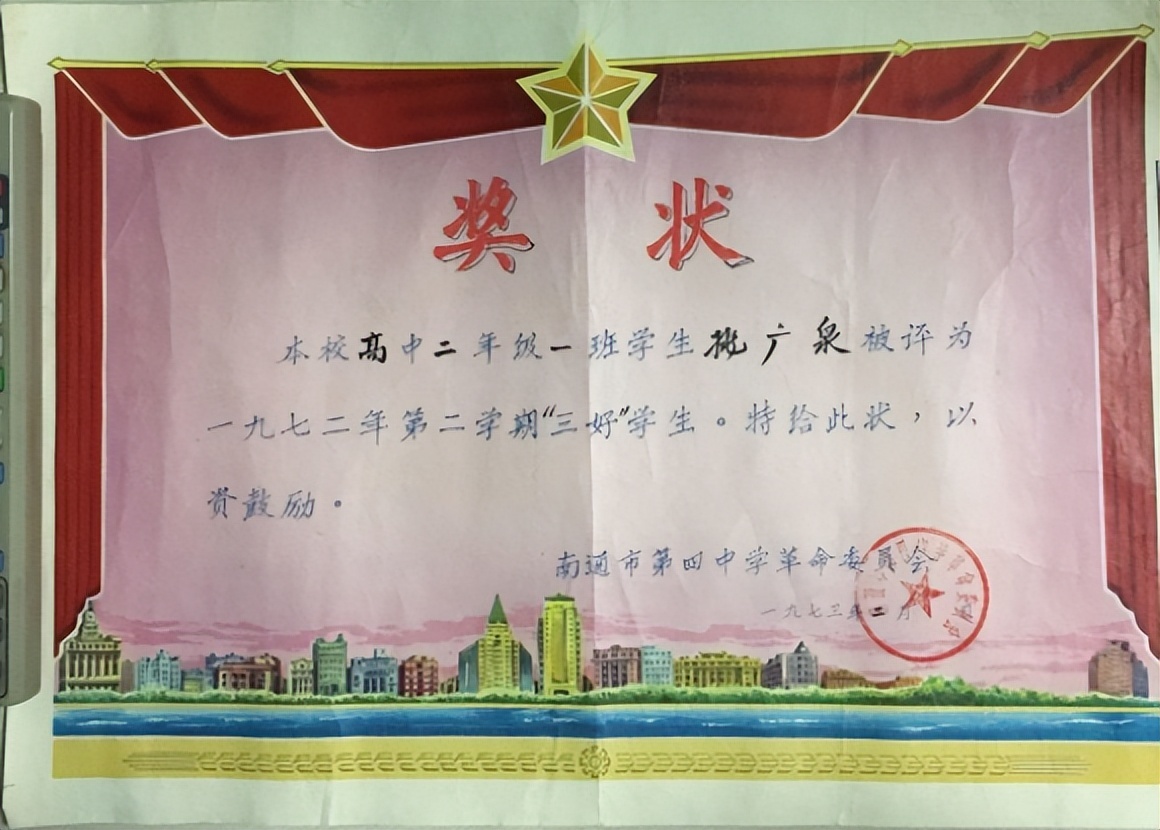 奖状
本校高中二年级一班学生桃广泉被评为
一九七二年第二学期“三好”学生。特给此状，以
资鼓励。
南通市第四中学革命委员会
一九七三年二月